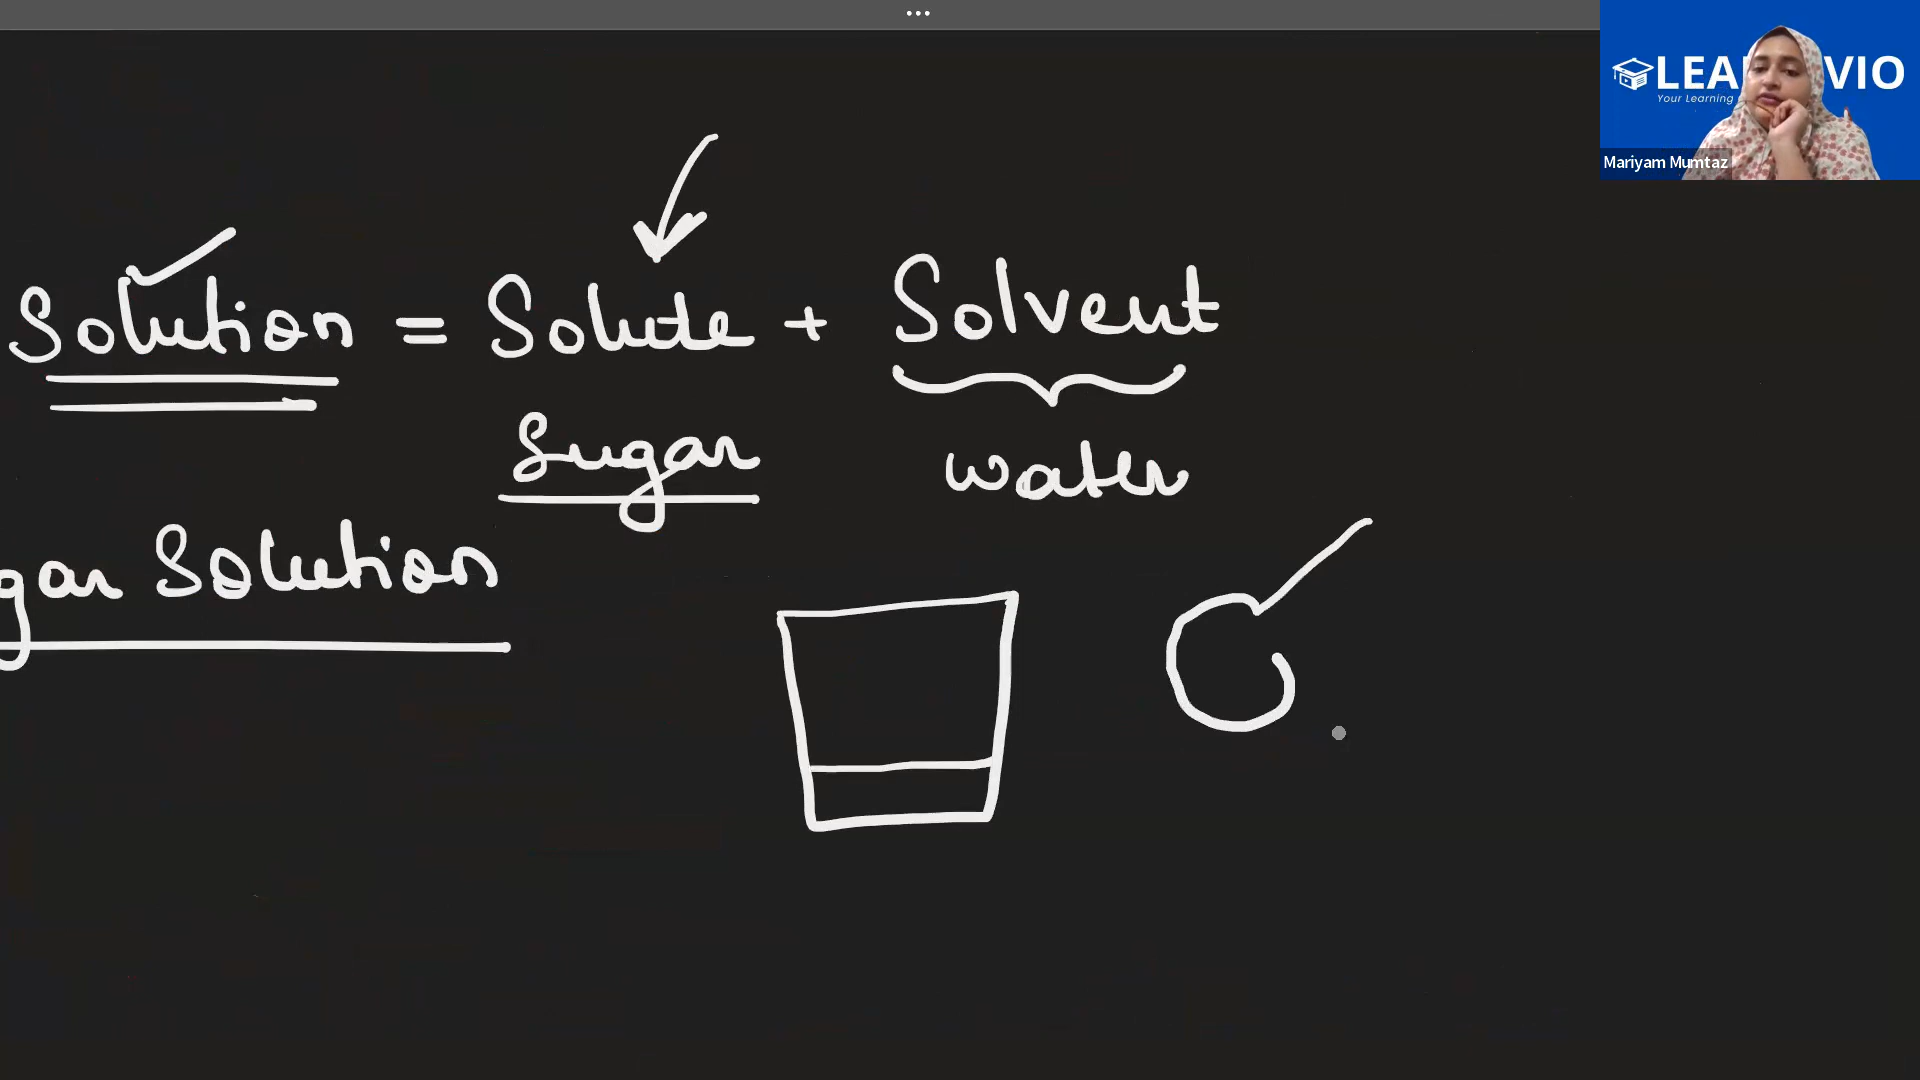 Solution = Solute + Solvent
Sugar water
gar Solution
LEA VIO
Your Learning
Mariyam Mumtaz